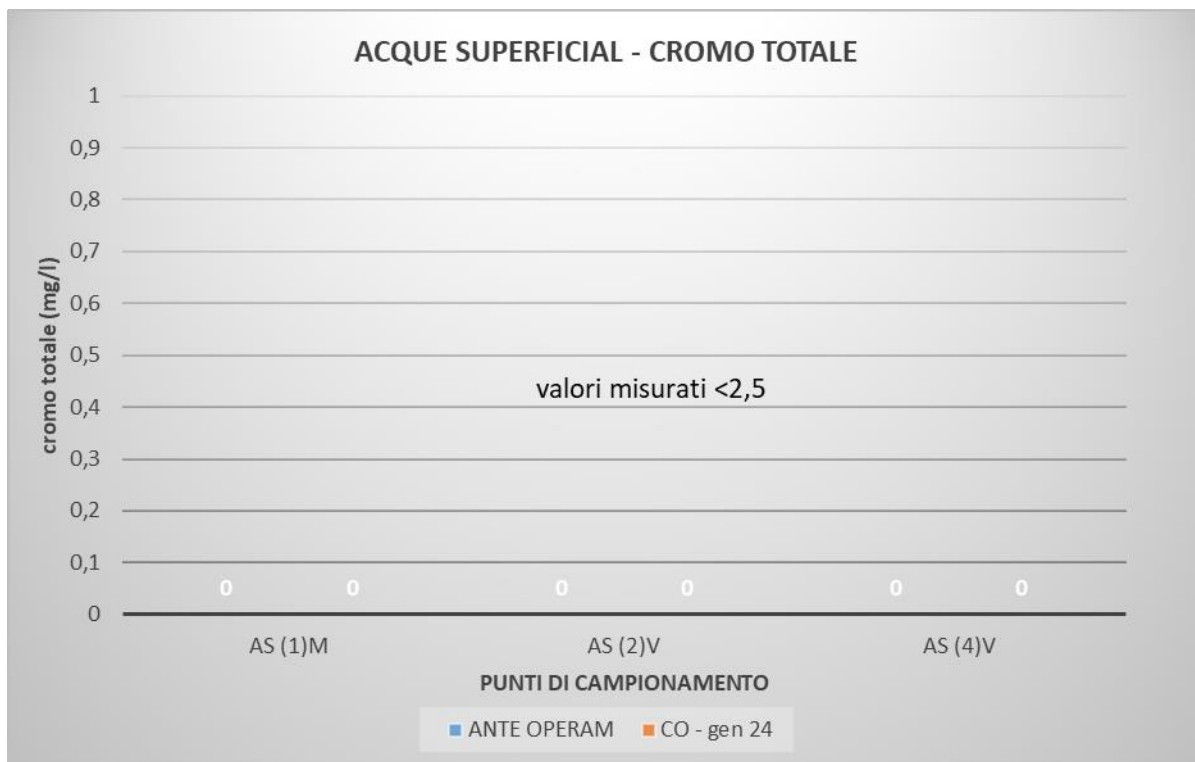 ACQUE SUPERFICIAL - CROMO TOTALE
cromo totale (mg/l)
1
0,9
0,8
0,7
0,6
0,5
0,4
0,3
0,2
0,1
0
valori misurati <2,5
0 0 0 0 0 0
AS (1)M AS (2)V AS (4)V
PUNTI DI CAMPIONAMENTO
ANTE OPERAM CO - gen 24